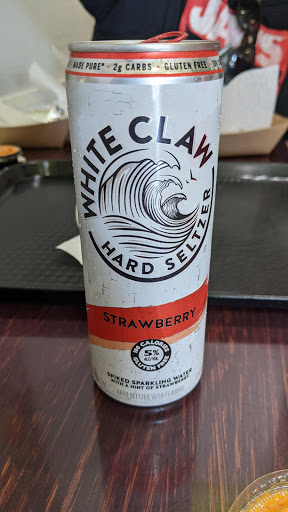 MADE PURE* • 2g CARBS • GLUTEN FREE •
WHITE CLAW
HARD SELTZER
STRAWBERRY
100 CALORIES
5%
ALC/VOL
GLUTEN FREE
SPIKED SPARKLING WATER
WITH A HINT OF STRAWBERRY
HARD SELTZER WITH FLAVORS